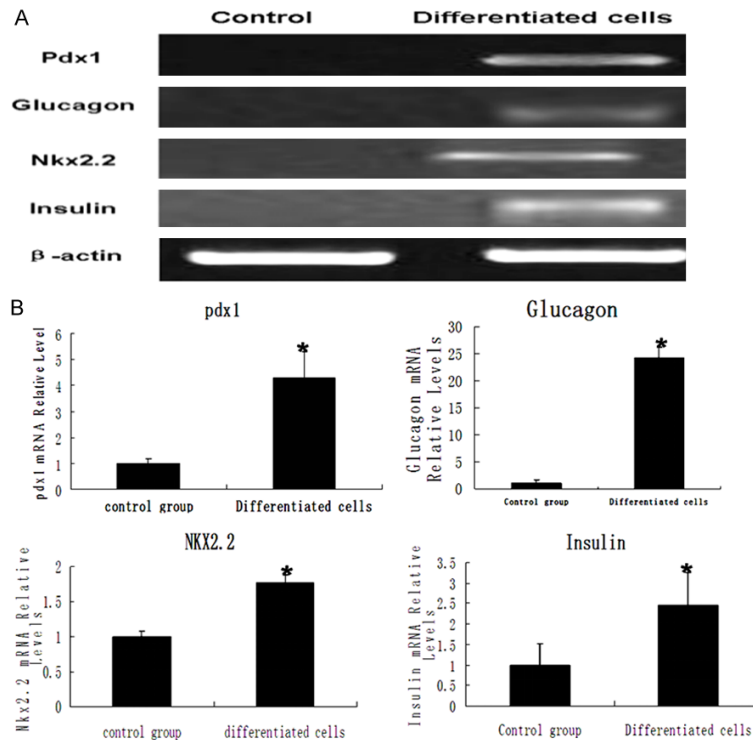 A
Control Differentiated cells
Pdx1
Glucagon
Nkx2.2
Insulin
β-actin
B
pdx1
pdx1 mRNA Relative Level
6
5
4
3
2
1
0
*
control group Differentiated cells
Glucagon
Glucagon mRNA
Relative Levels
30
25
20
15
10
5
0
*
Control group Differentiated cells
NKX2.2
Nkx2.2 mRNA Relative
Levels
2
1.5
1
0.5
0
*
control group differentiated cells
Insulin
Insulin mRNA Relative
Levels
3.5
3
2.5
2
1.5
1
0.5
0
*
Control group Differentiated cells